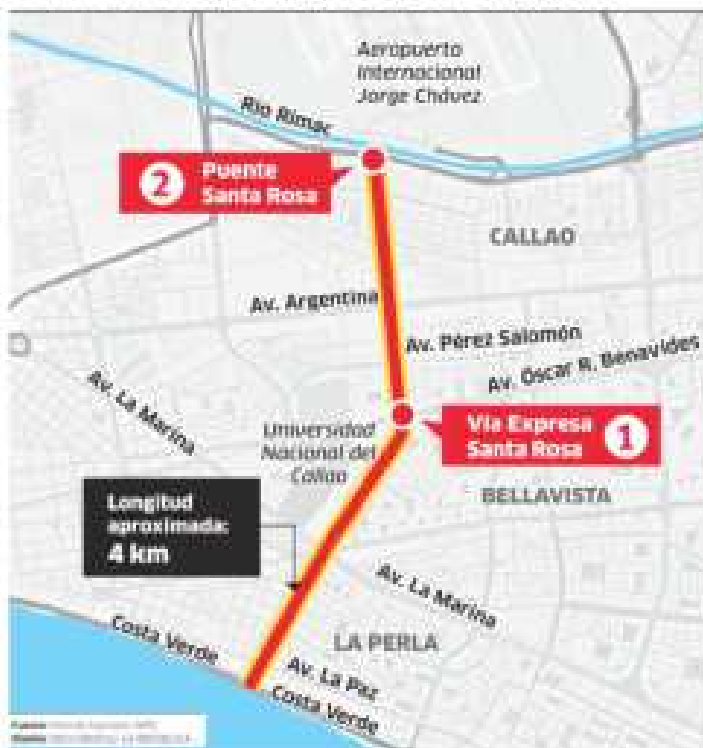 Aeropuerto
Internacional
Jorge Chávez
Río Rímac
2
Puente
Santa Rosa
CALLAO
Av. Argentina
Av. Pérez Salomón
Av. Óscar R. Benavides
Av. La Marina
Universidad
Nacional del
Callao
Vía Expresa
Santa Rosa
1
BELLAVISTA
Longitud
aproximada:
4 km
Av. La Marina
Costa Verde
LA PERLA
Av. La Paz
Costa Verde